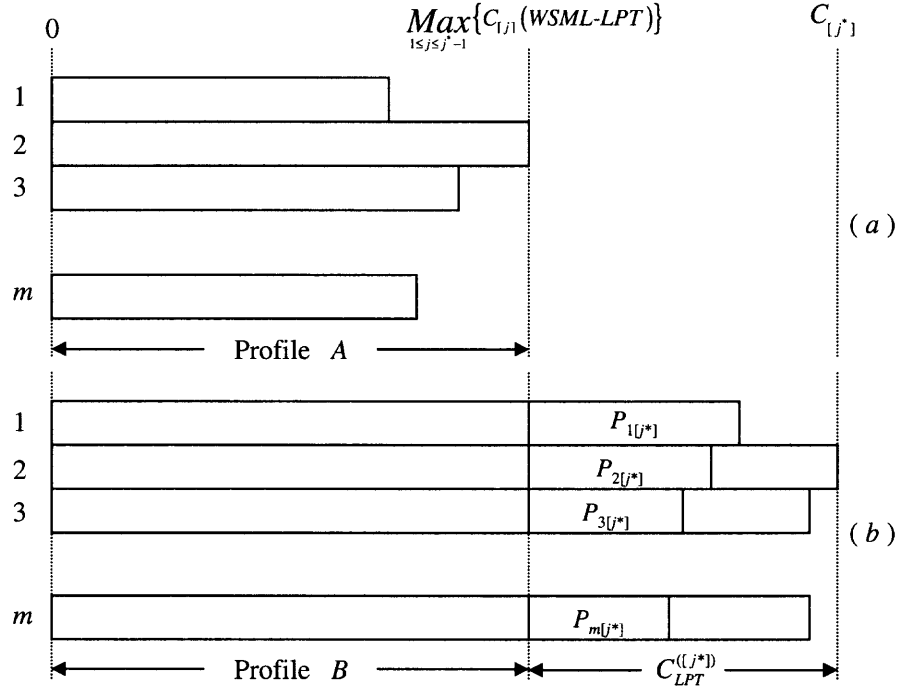 0 Max{C[j](WSML-LPT)} C[j*]
1≤j≤j*-1
1
2
3
(a)
m
Profile A
1 P1[j*]
2 P2[j*]
3 P3[j*]
(b)
m Pm[j*]
Profile B C_LPT^([j*])